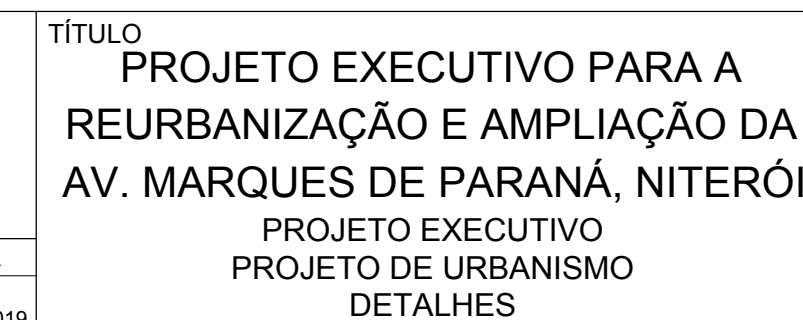 TÍTULO
PROJETO EXECUTIVO PARA A
REURBANIZAÇÃO E AMPLIAÇÃO DA
AV. MARQUES DE PARANÁ, NITERÓI
PROJETO EXECUTIVO
PROJETO DE URBANISMO
DETALHES